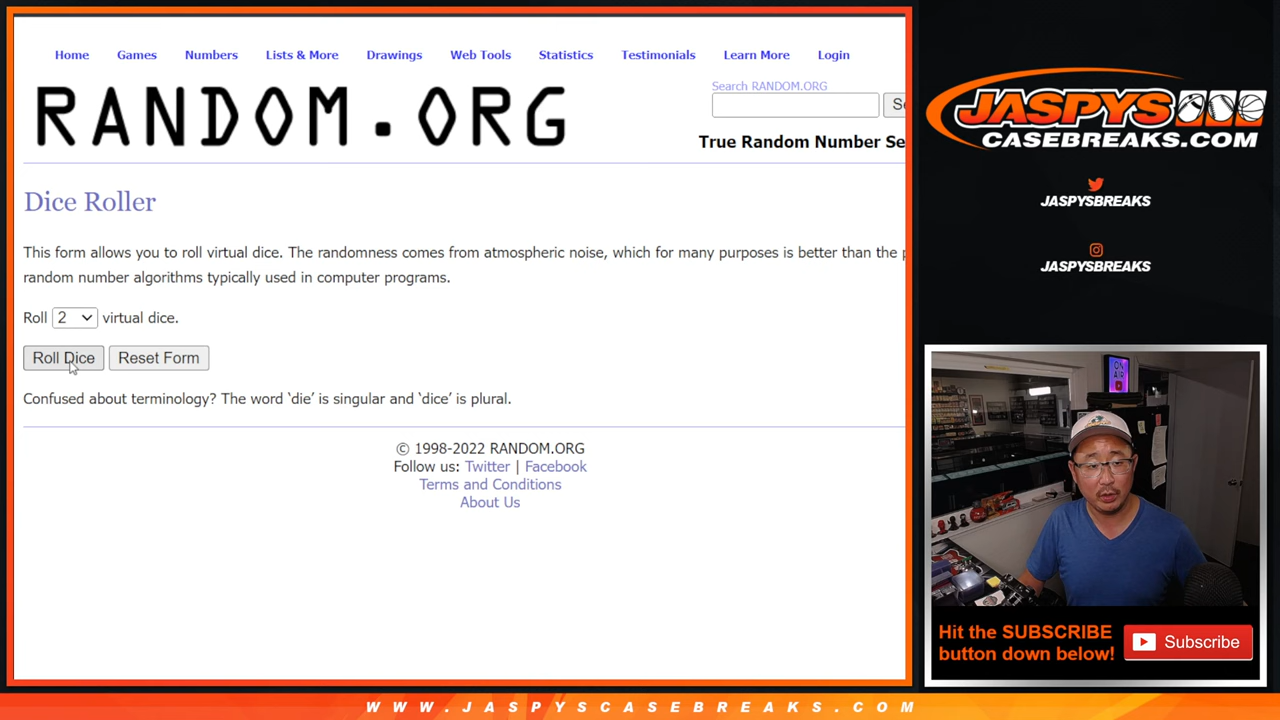 Home Games Numbers Lists & More Drawings Web Tools Statistics Testimonials Learn More Login
RANDOM.ORG
Search RANDOM.ORG
True Random Number Se
Dice Roller
This form allows you to roll virtual dice. The randomness comes from atmospheric noise, which for many purposes is better than the p
random number algorithms typically used in computer programs.
Roll 2 virtual dice.
Roll Dice Reset Form
Confused about terminology? The word ‘die’ is singular and ‘dice’ is plural.
© 1998-2022 RANDOM.ORG
Follow us: Twitter | Facebook
Terms and Conditions
About Us
JASPYS
CASEBREAKS.COM
JASPYSBREAKS
JASPYSBREAKS
ON
AIR
Hit the SUBSCRIBE
button down below!
Subscribe
WWW.JASPYSCASEBREAKS.COM